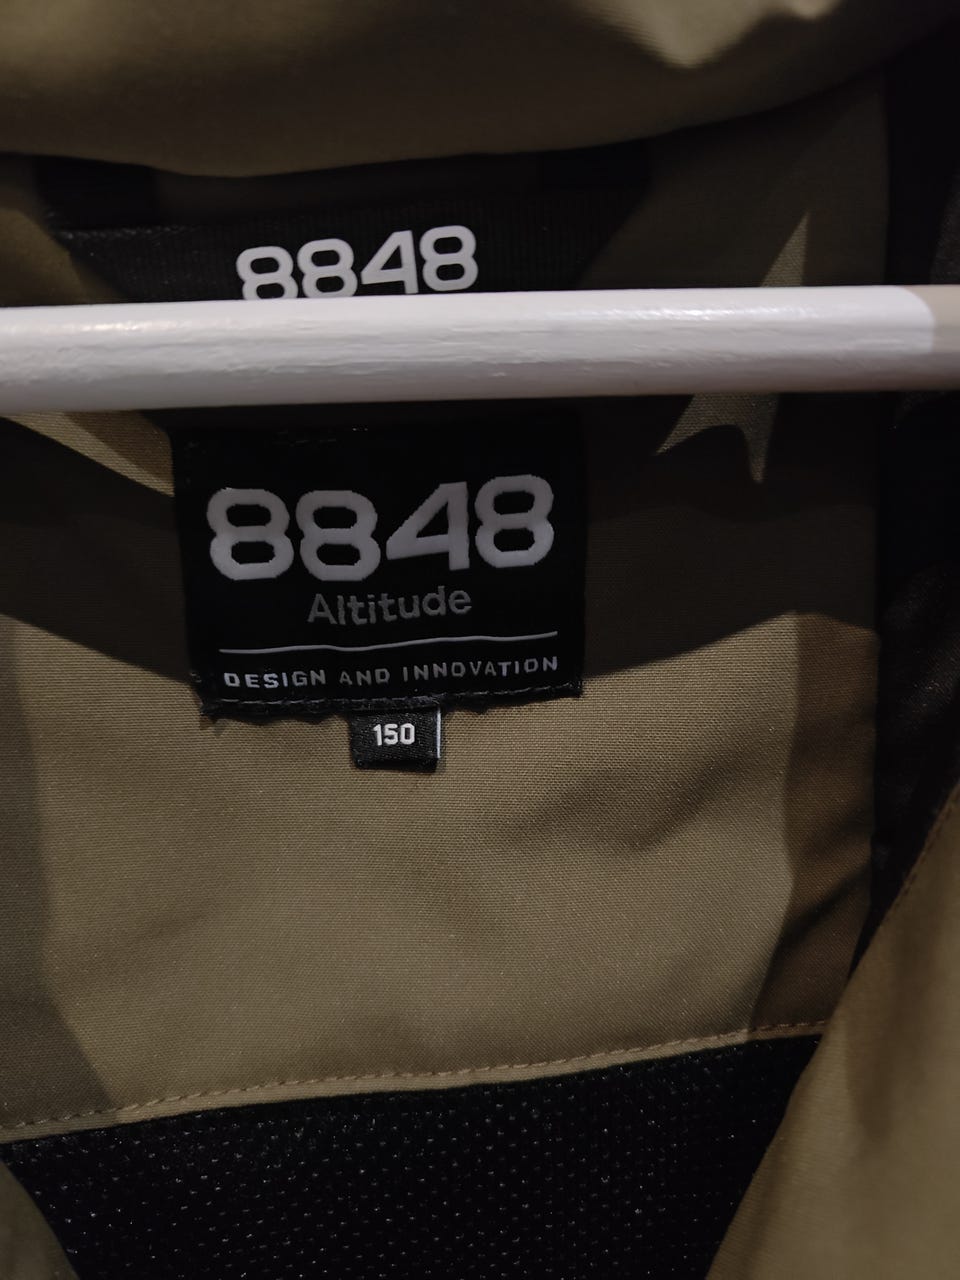 8848
8848
Altitude
DESIGN AND INNOVATION
150